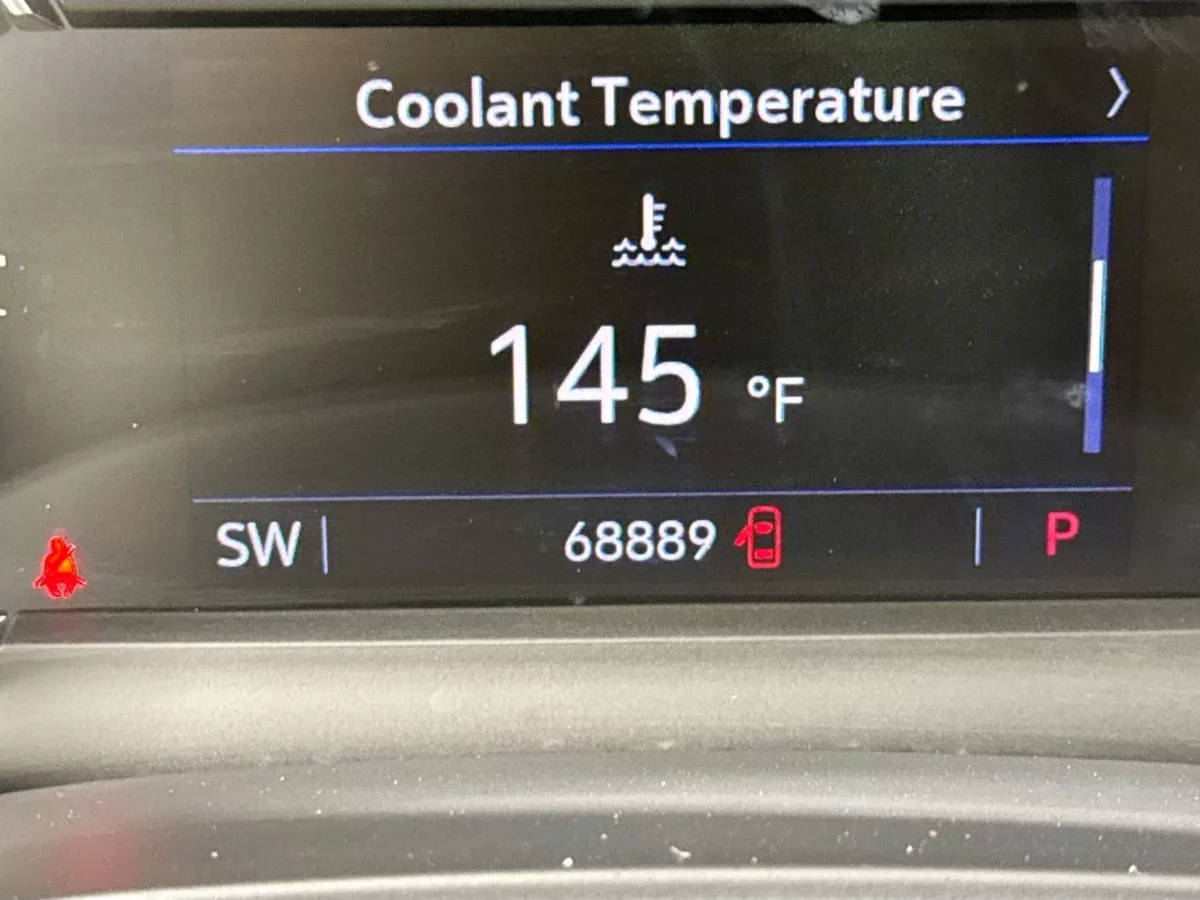 Coolant Temperature
145 °F
SW 68889 P